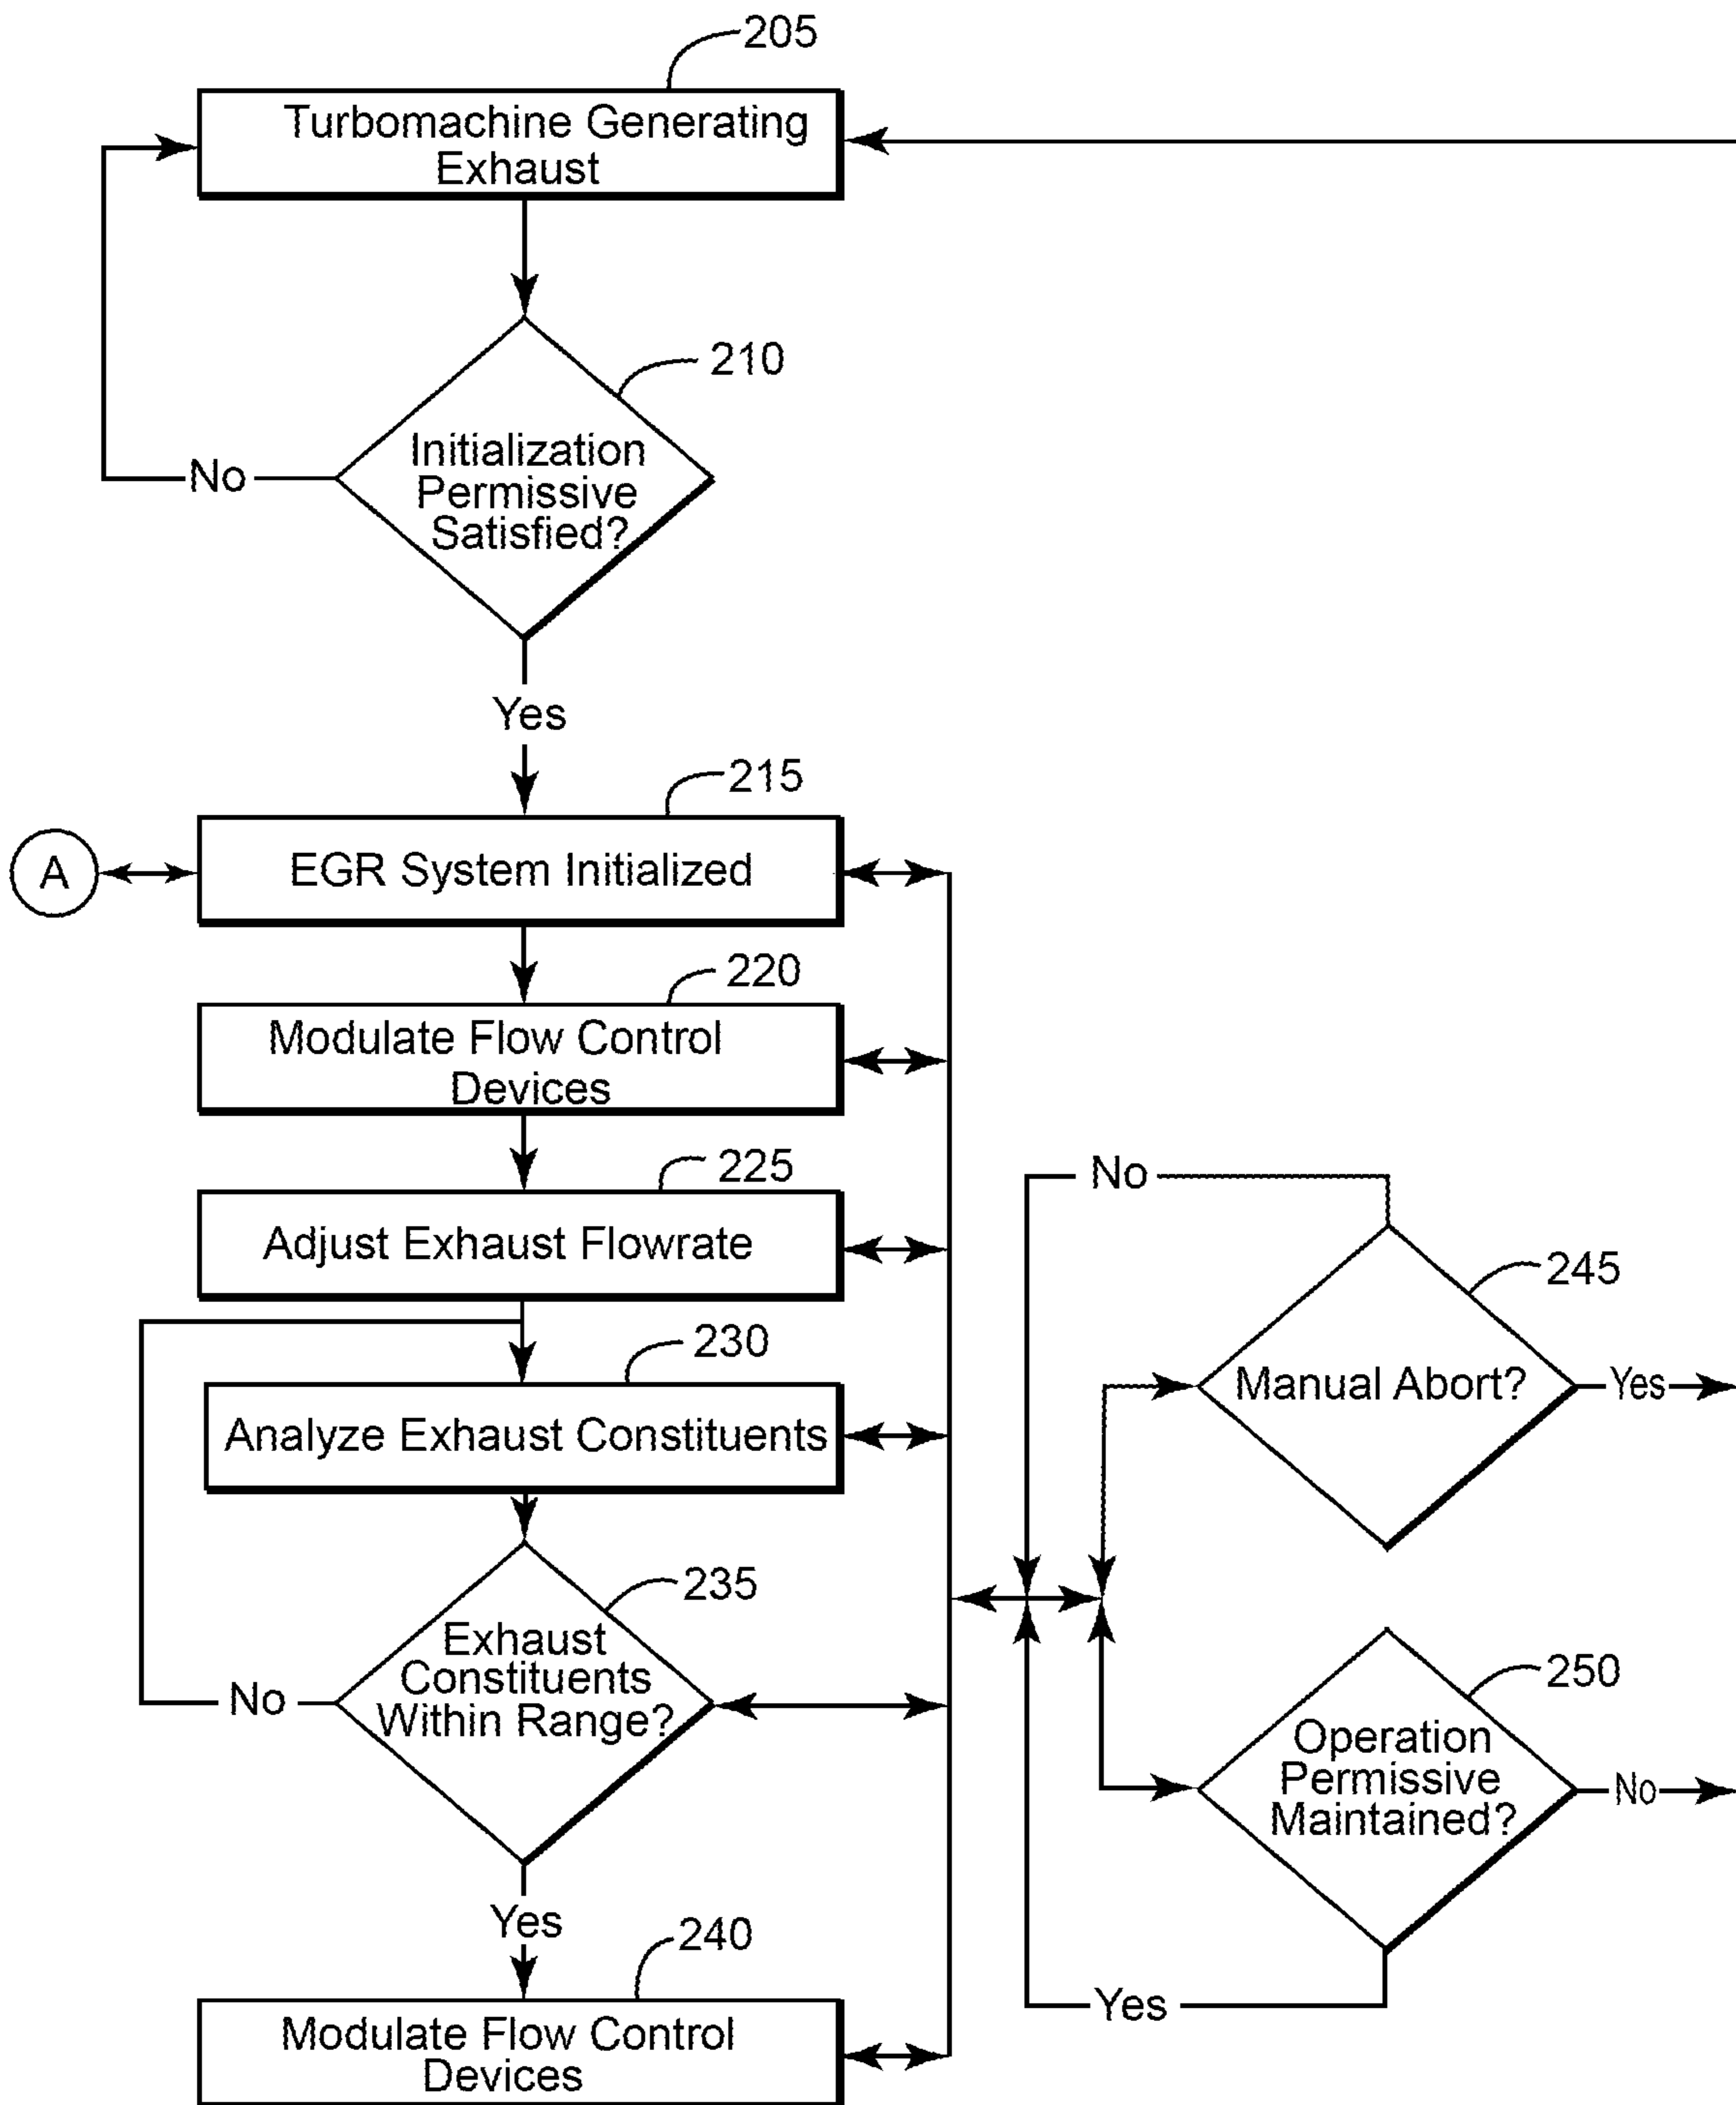 205
Turbomachine Generating
Exhaust
210
Initialization
Permissive
Satisfied?
No
Yes
215
A
EGR System Initialized
220
Modulate Flow Control
Devices
225
Adjust Exhaust Flowrate
230
Analyze Exhaust Constituents
235
Exhaust
Constituents
Within Range?
No
Yes
240
Modulate Flow Control
Devices
No
245
Manual Abort?
Yes
250
Operation
Permissive
Maintained?
No
Yes